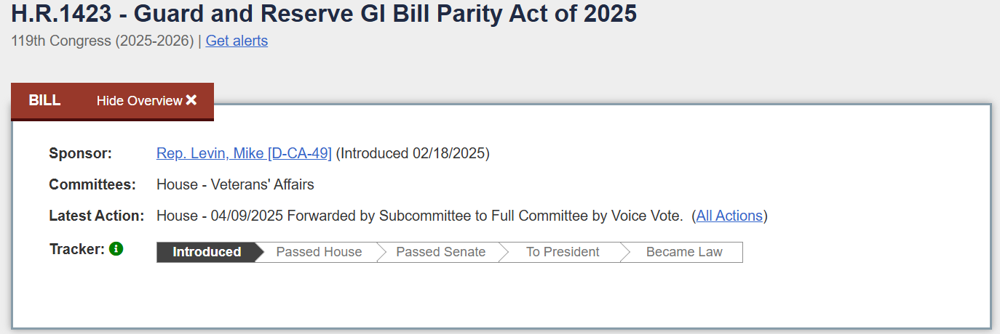 H.R.1423 - Guard and Reserve GI Bill Parity Act of 2025
119th Congress (2025-2026) | Get alerts
BILL Hide Overview ✕
Sponsor: Rep. Levin, Mike [D-CA-49] (Introduced 02/18/2025)
Committees: House - Veterans' Affairs
Latest Action: House - 04/09/2025 Forwarded by Subcommittee to Full Committee by Voice Vote. (All Actions)
Tracker: i Introduced Passed House Passed Senate To President Became Law